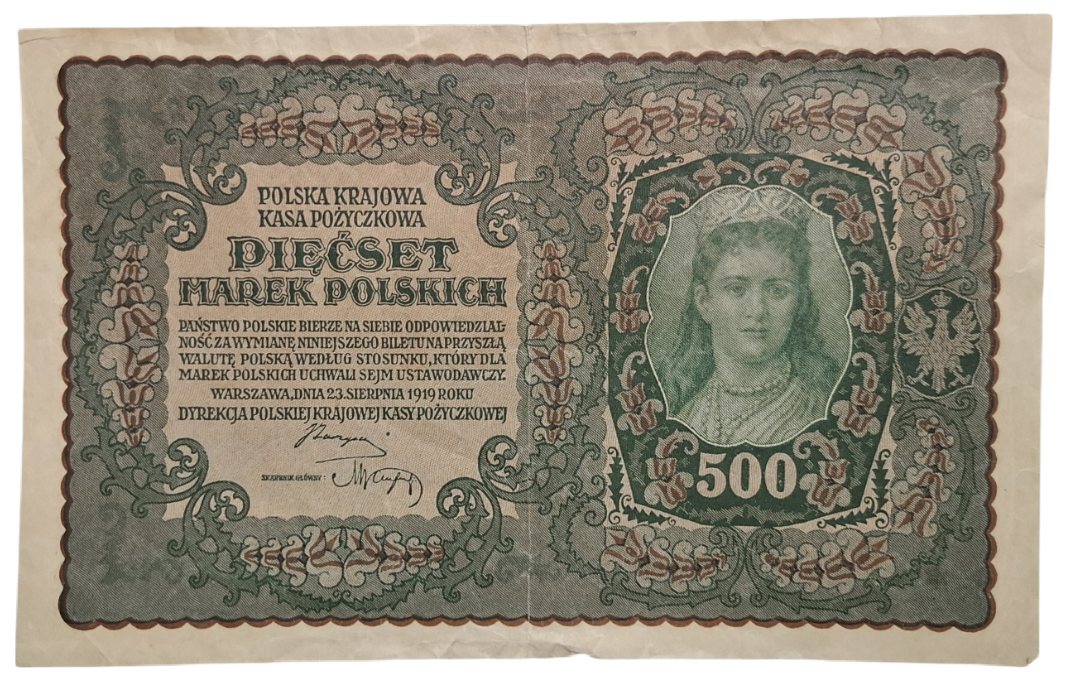 POLSKA KRAJOWA
KASA POŻYCZKOWA
PIĘĆSET
MAREK POLSKICH
PAŃSTWO POLSKIE BIERZE NA SIEBIE ODPOWIEDZIAL-
NOŚĆ ZA WYMIANĘ NINIEJSZEGO BILETU NA PRZYSZŁĄ
WALUTĘ POLSKĄ WEDŁUG STOSUNKU, KTÓRY DLA
MAREK POLSKICH UCHWALI SEJM USTAWODAWCZY.
WARSZAWA, DNIA 23. SIERPNIA 1919 ROKU
DYREKCJA POLSKIEJ KRAJOWEJ KASY POŻYCZKOWEJ
SKARBNIK GŁÓWNY:
500